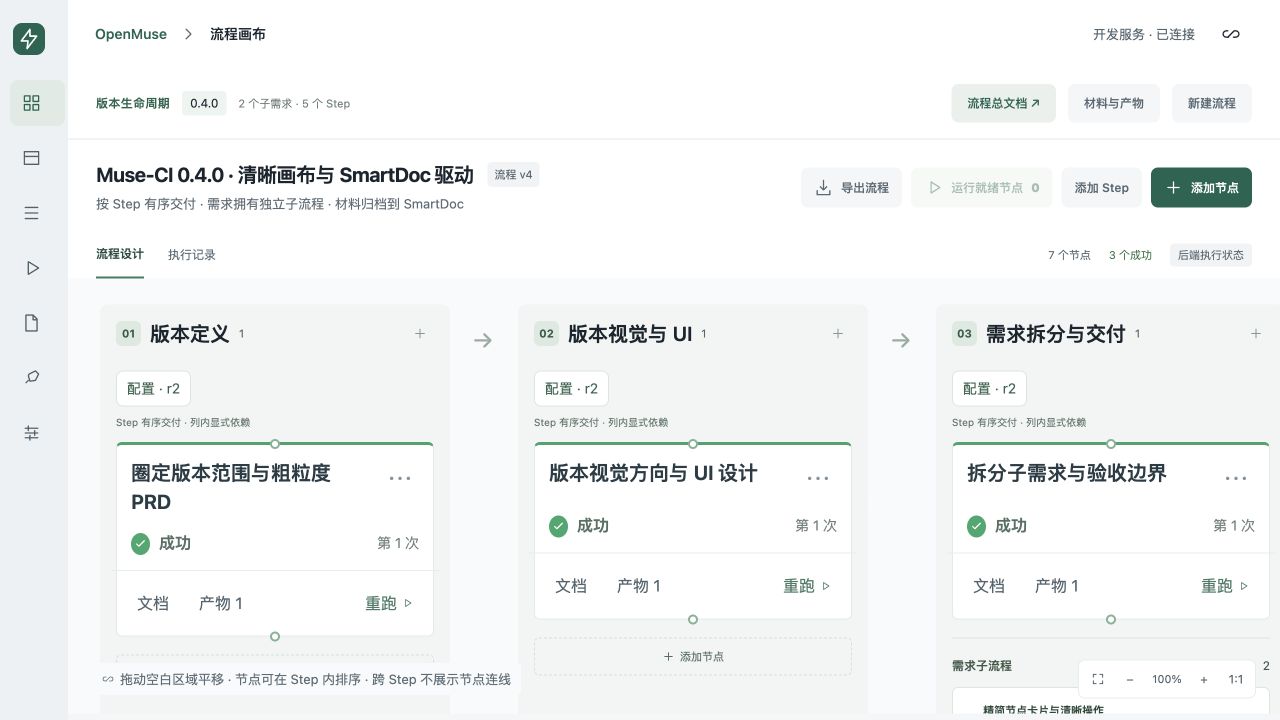 OpenMuse
流程画布
开发服务 · 已连接
版本生命周期
0.4.0
2 个子需求 · 5 个 Step
流程总文档 ↗
材料与产物
新建流程
Muse-CI 0.4.0 · 清晰画布与 SmartDoc 驱动
流程 v4
按 Step 有序交付 · 需求拥有独立子流程 · 材料归档到 SmartDoc
导出流程
运行就绪节点 0
添加 Step
添加节点
流程设计
执行记录
7 个节点
3 个成功
后端执行状态
01 版本定义 1
配置 · r2
Step 有序交付 · 列内显式依赖
圈定版本范围与粗粒度
PRD
成功
第 1 次
文档
产物 1
重跑
02 版本视觉与 UI 1
配置 · r2
Step 有序交付 · 列内显式依赖
版本视觉方向与 UI 设计
成功
第 1 次
文档
产物 1
重跑
添加节点
03 需求拆分与交付 1
配置 · r2
Step 有序交付 · 列内显式依赖
拆分子需求与验收边界
成功
第 1 次
文档
产物 1
重跑
需求子流程
2
精简节点卡片与清晰操作
拖动空白区域平移 · 节点可在 Step 内排序 · 跨 Step 不展示节点连线
− 100% + 1:1